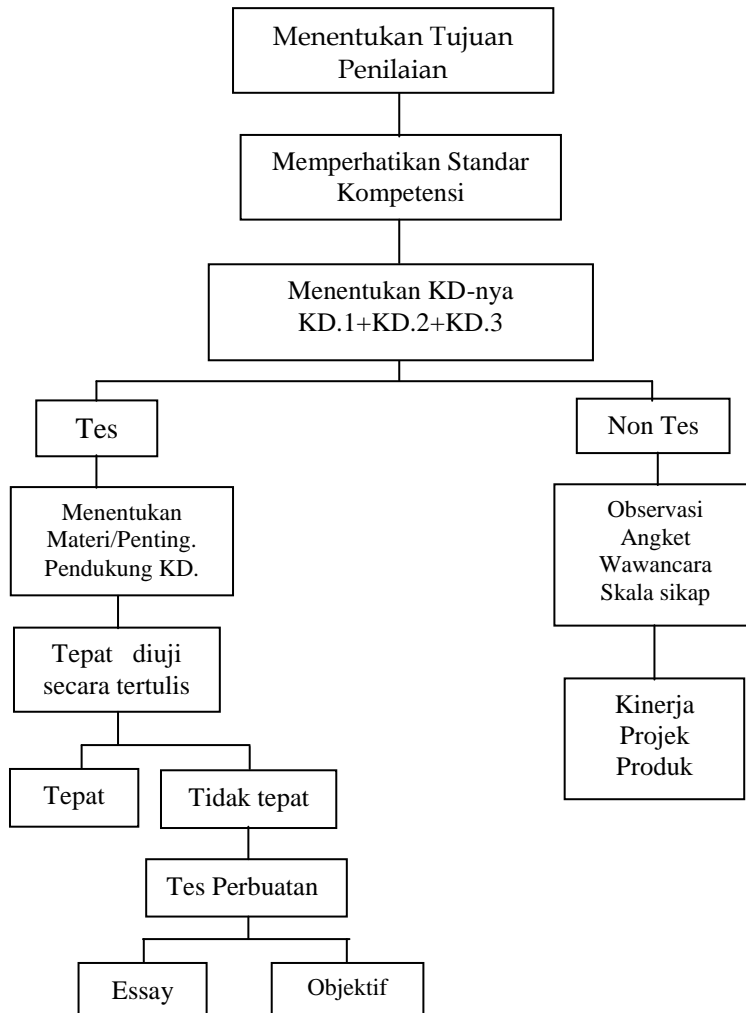 Menentukan Tujuan
Penilaian
Memperhatikan Standar
Kompetensi
Menentukan KD-nya
KD.1+KD.2+KD.3
Tes
Non Tes
Menentukan
Materi/Penting.
Pendukung KD.
Observasi
Angket
Wawancara
Skala sikap
Tepat diuji
secara tertulis
Kinerja
Projek
Produk
Tepat
Tidak tepat
Tes Perbuatan
Essay
Objektif